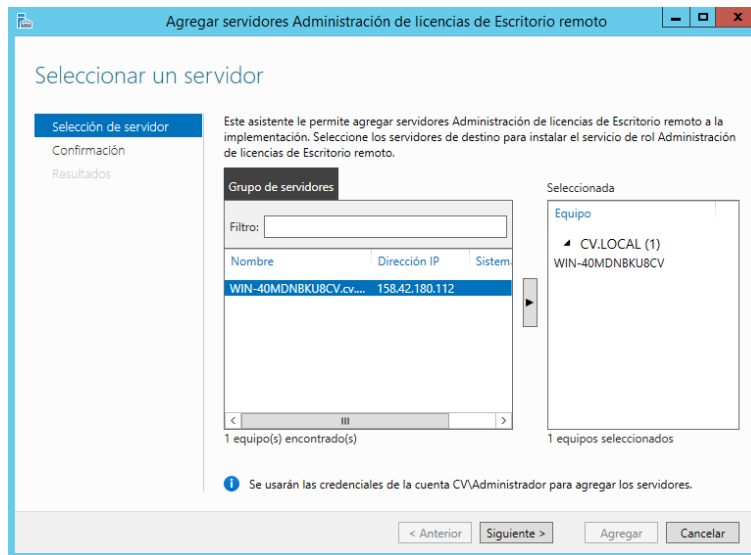 Agregar servidores Administración de licencias de Escritorio remoto
Seleccionar un servidor
Selección de servidor
Confirmación
Resultados
Este asistente le permite agregar servidores Administración de licencias de Escritorio remoto a la
implementación. Seleccione los servidores de destino para instalar el servicio de rol Administración
de licencias de Escritorio remoto.
Grupo de servidores
Filtro:
Nombre Dirección IP Sistem
WIN-40MDNBKU8CV.cv.... 158.42.180.112
1 equipo(s) encontrado(s)
Seleccionada
Equipo
CV.LOCAL (1)
WIN-40MDNBKU8CV
1 equipos seleccionados
Se usarán las credenciales de la cuenta CV\Administrador para agregar los servidores.
< Anterior Siguiente > Agregar Cancelar